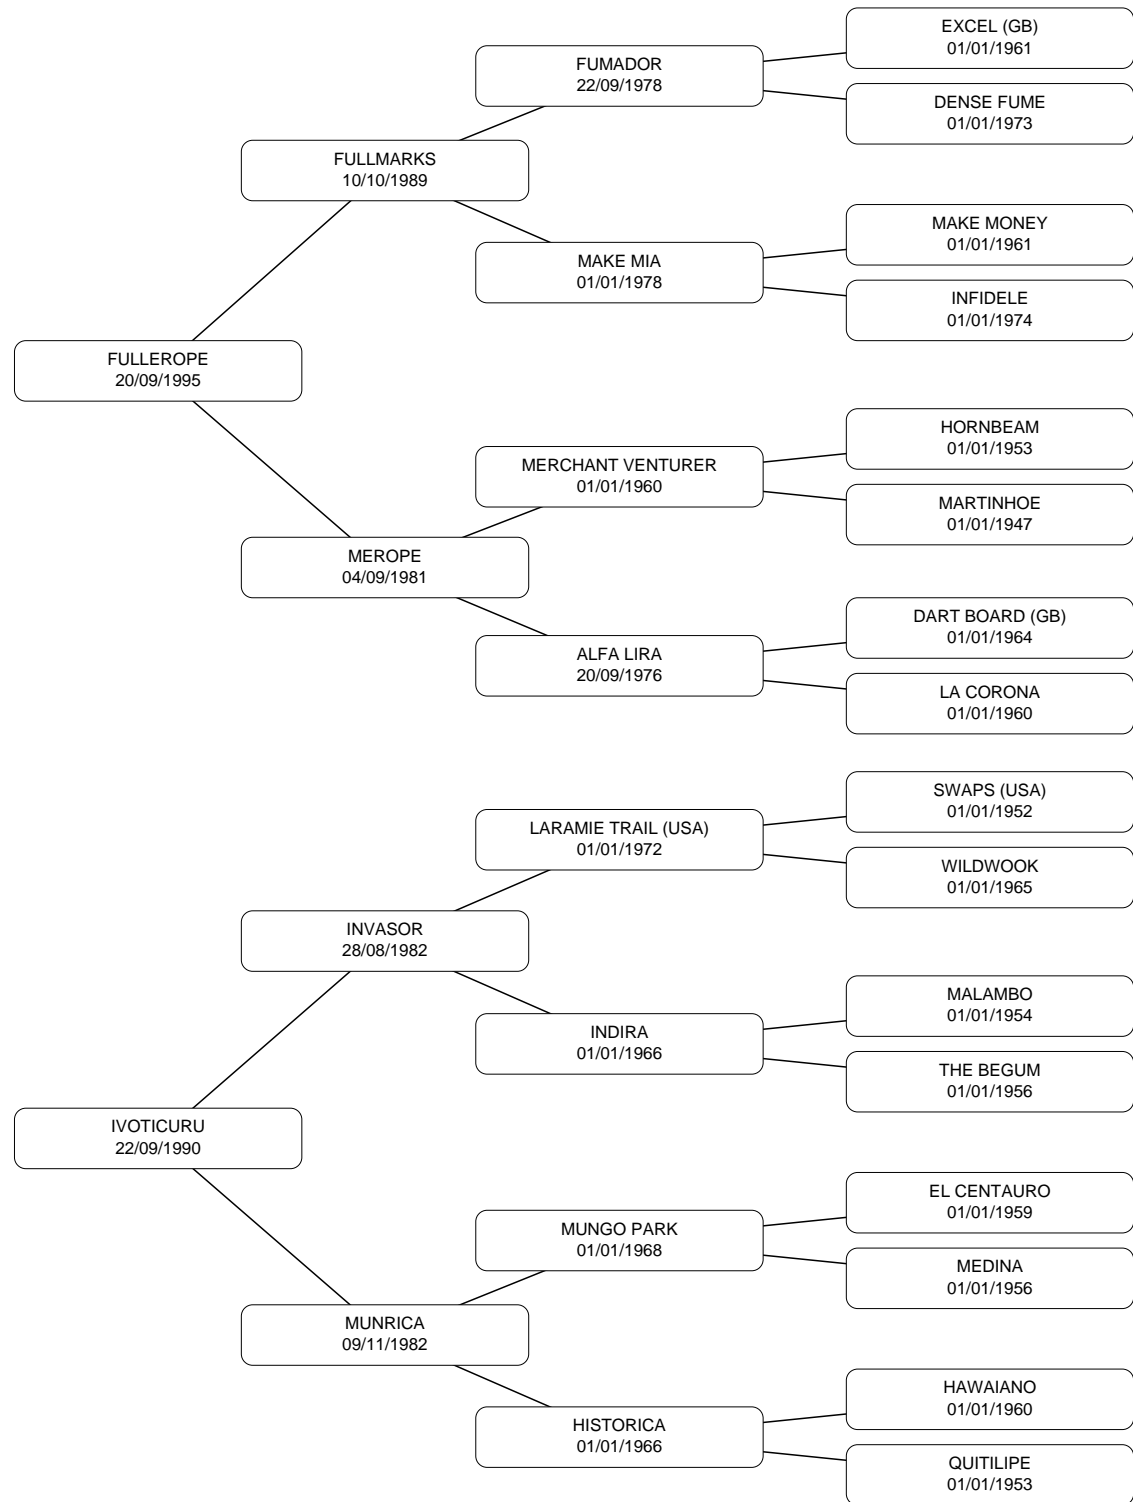 EXCEL (GB)
01/01/1961
FUMADOR
22/09/1978
DENSE FUME
01/01/1973
FULLMARKS
10/10/1989
MAKE MONEY
01/01/1961
MAKE MIA
01/01/1978
INFIDELE
01/01/1974
FULLEROPE
20/09/1995
HORNBEAM
01/01/1953
MERCHANT VENTURER
01/01/1960
MARTINHOE
01/01/1947
MEROPE
04/09/1981
DART BOARD (GB)
01/01/1964
ALFA LIRA
20/09/1976
LA CORONA
01/01/1960
SWAPS (USA)
01/01/1952
LARAMIE TRAIL (USA)
01/01/1972
WILDWOOK
01/01/1965
INVASOR
28/08/1982
MALAMBO
01/01/1954
INDIRA
01/01/1966
THE BEGUM
01/01/1956
IVOTICURU
22/09/1990
EL CENTAURO
01/01/1959
MUNGO PARK
01/01/1968
MEDINA
01/01/1956
MUNRICA
09/11/1982
HAWAIANO
01/01/1960
HISTORICA
01/01/1966
QUITILIPE
01/01/1953